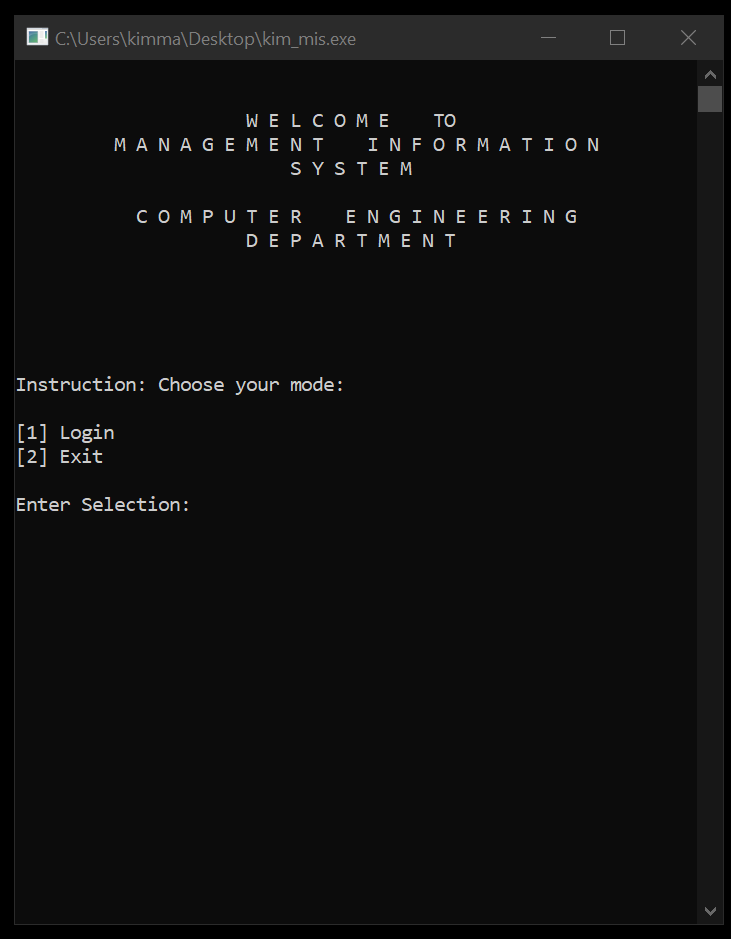 C:\Users\kimma\Desktop\kim_mis.exe
W E L C O M E   TO
M A N A G E M E N T   I N F O R M A T I O N
S Y S T E M
C O M P U T E R   E N G I N E E R I N G
D E P A R T M E N T
Instruction: Choose your mode:
[1] Login
[2] Exit
Enter Selection: